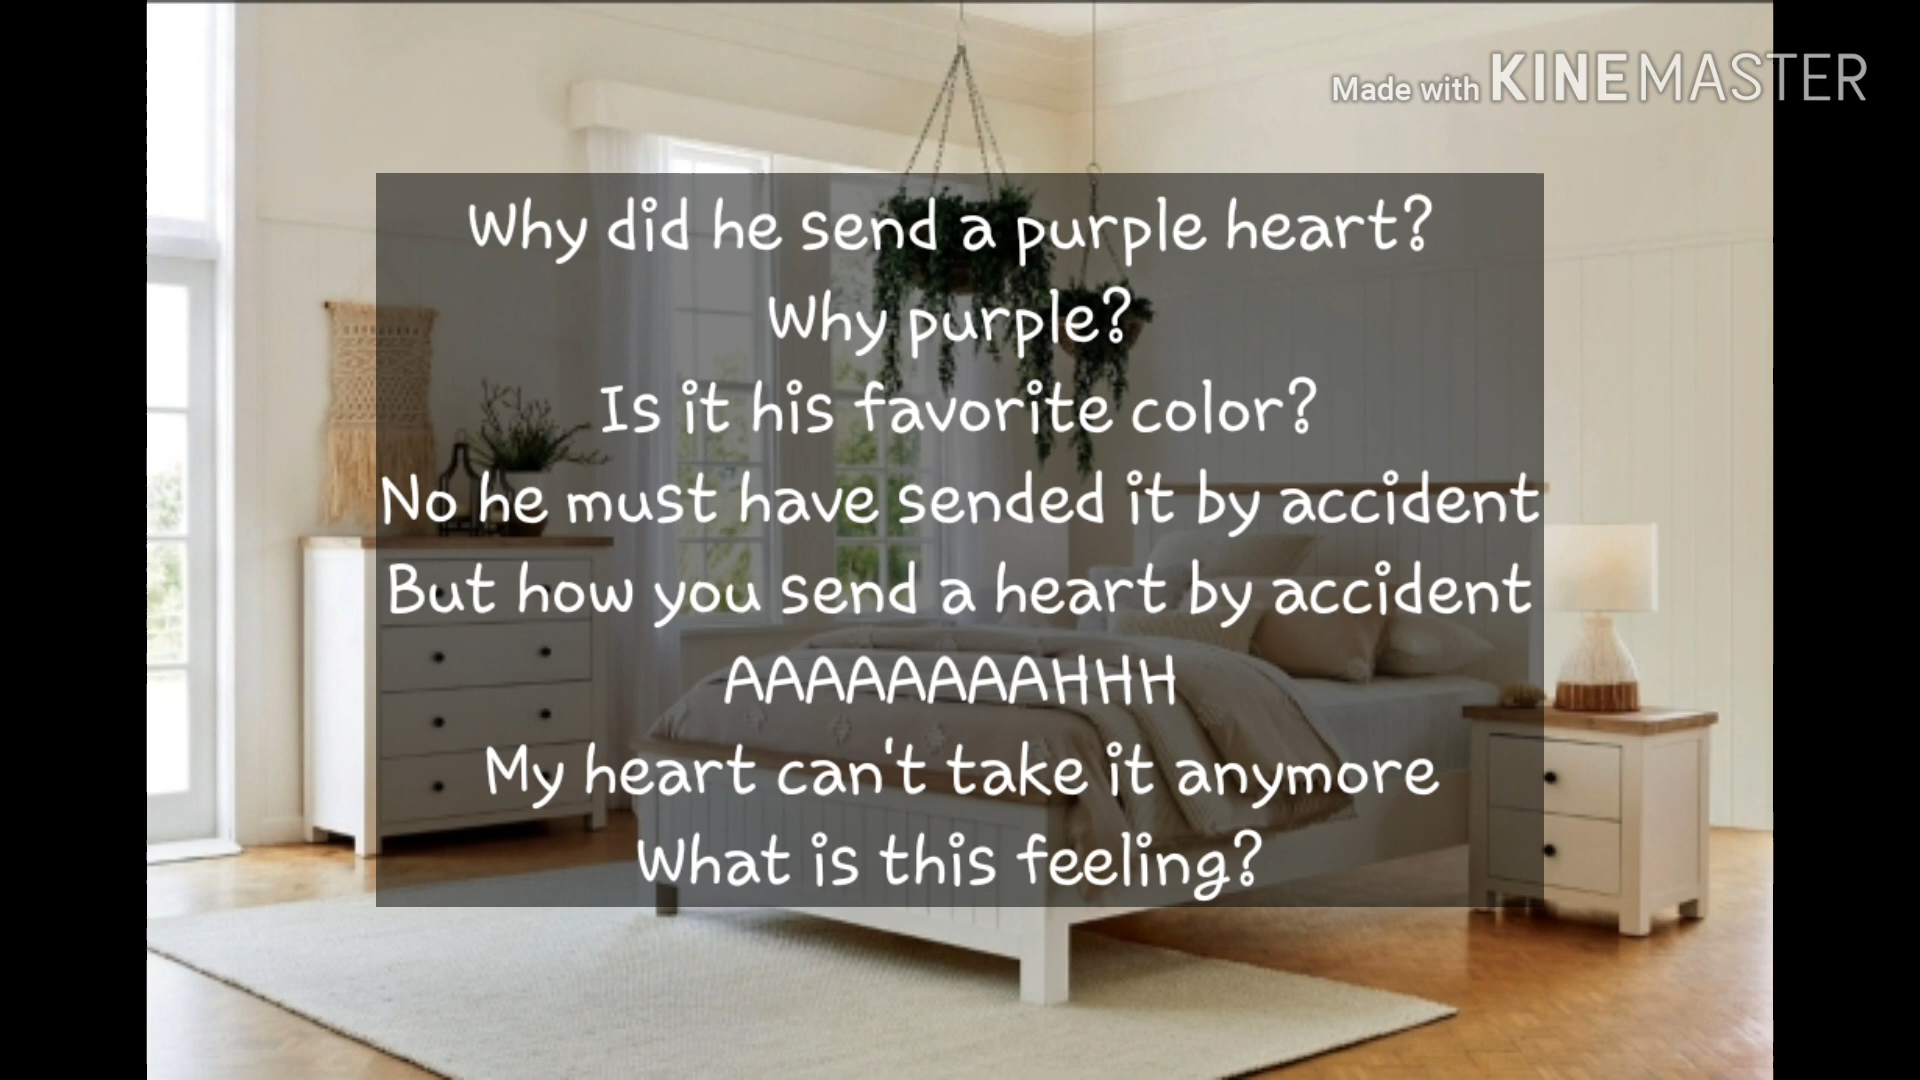 Made with KINEMASTER
Why did he send a purple heart?
Why purple?
Is it his favorite color?
No he must have sended it by accident
But how you send a heart by accident
AAAAAAAAHHH
My heart can't take it anymore
What is this feeling?